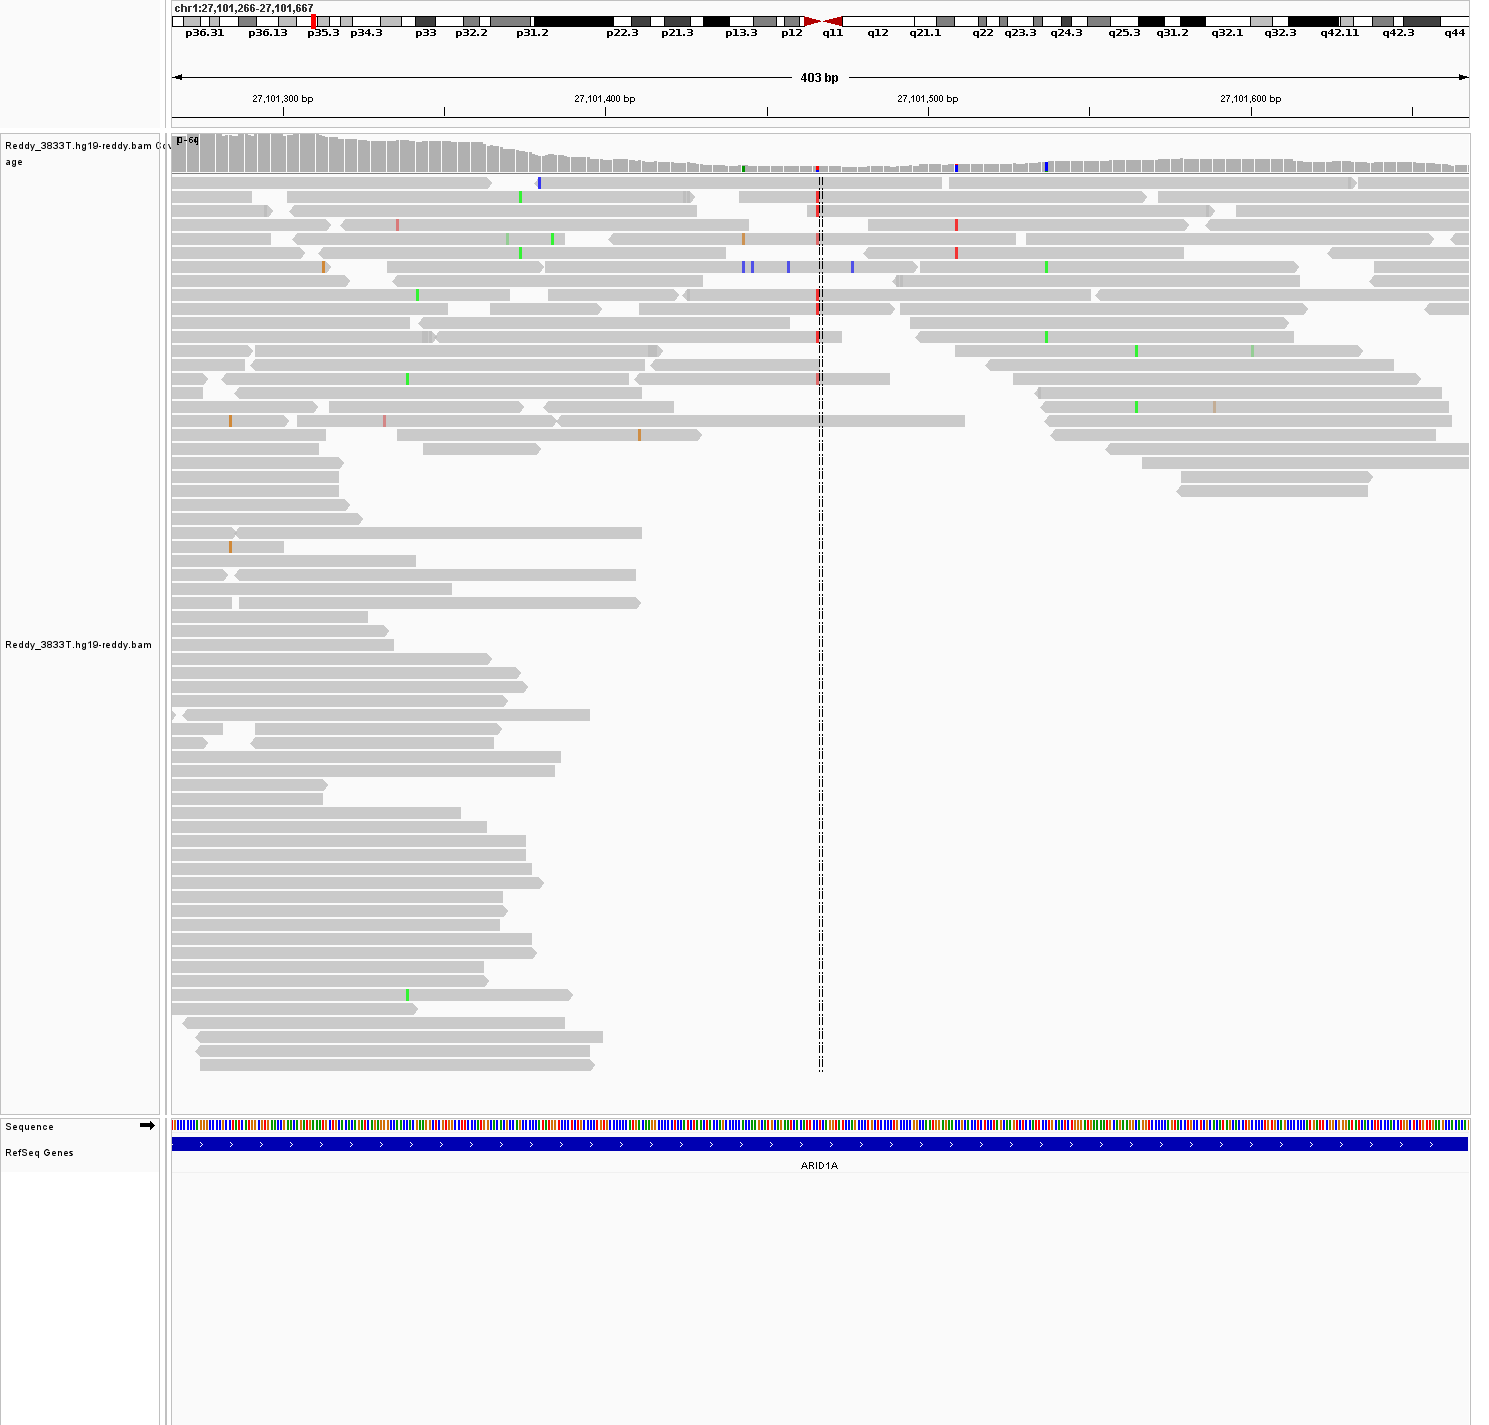 chr1:27,101,266-27,101,667
p36.31 p36.13 p35.3 p34.3 p33 p32.2 p31.2 p22.3 p21.3 p13.3 p12 q11 q12 q21.1 q22 q23.3 q24.3 q25.3 q31.2 q32.1 q32.3 q42.11 q42.3 q44
403 bp
27,101,300 bp 27,101,400 bp 27,101,500 bp 27,101,600 bp
Reddy_3833T.hg19-reddy.bam Cov
age
Reddy_3833T.hg19-reddy.bam
Sequence
RefSeq Genes
ARID1A